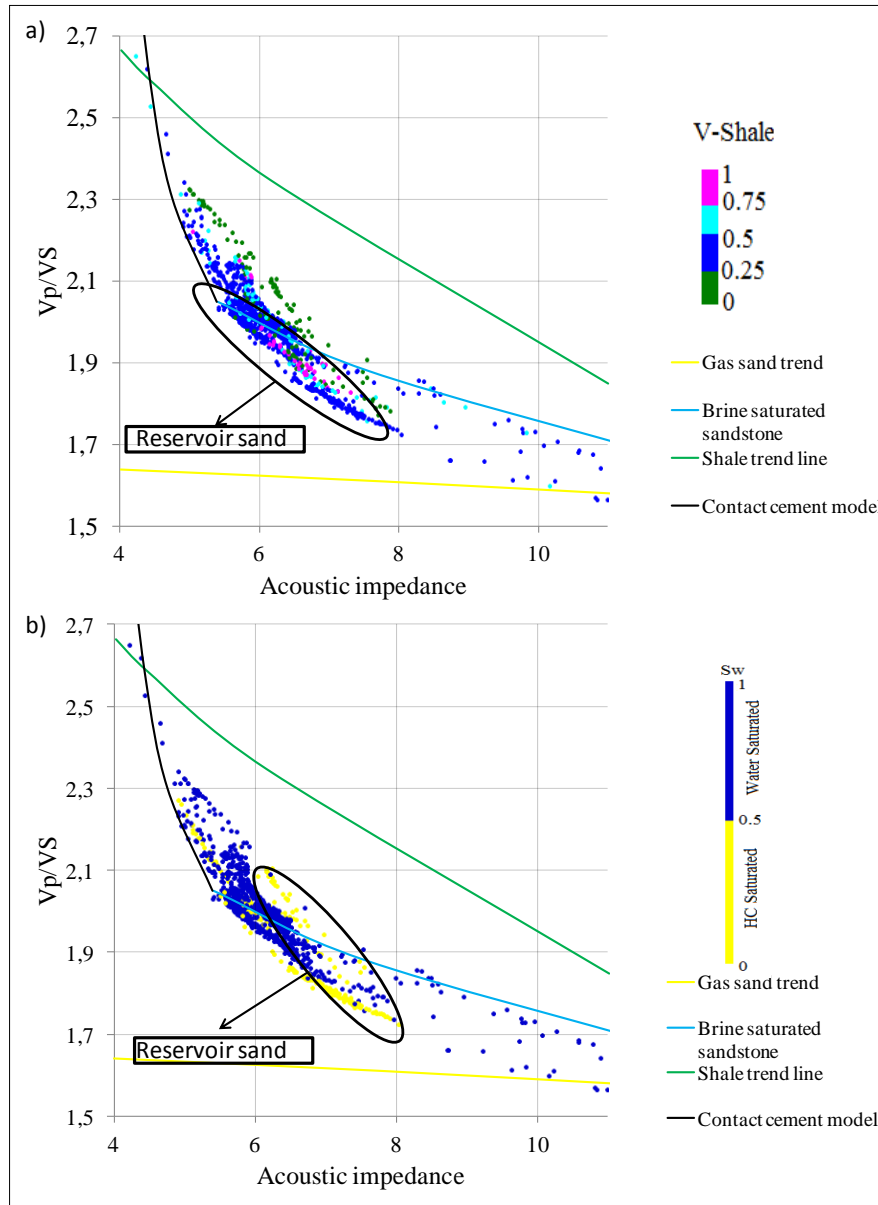 a)
2,7
2,5
2,3
2,1
1,9
1,7
1,5
Vp/VS
4 6 8 10
Acoustic impedance
Reservoir sand
V-Shale
1
0.75
0.5
0.25
0
Gas sand trend
Brine saturated
sandstone
Shale trend line
Contact cement model
b)
2,7
2,5
2,3
2,1
1,9
1,7
1,5
Vp/VS
4 6 8 10
Acoustic impedance
Reservoir sand
Sw
1
Water Saturated
0.5
HC Saturated
0
Gas sand trend
Brine saturated
sandstone
Shale trend line
Contact cement model